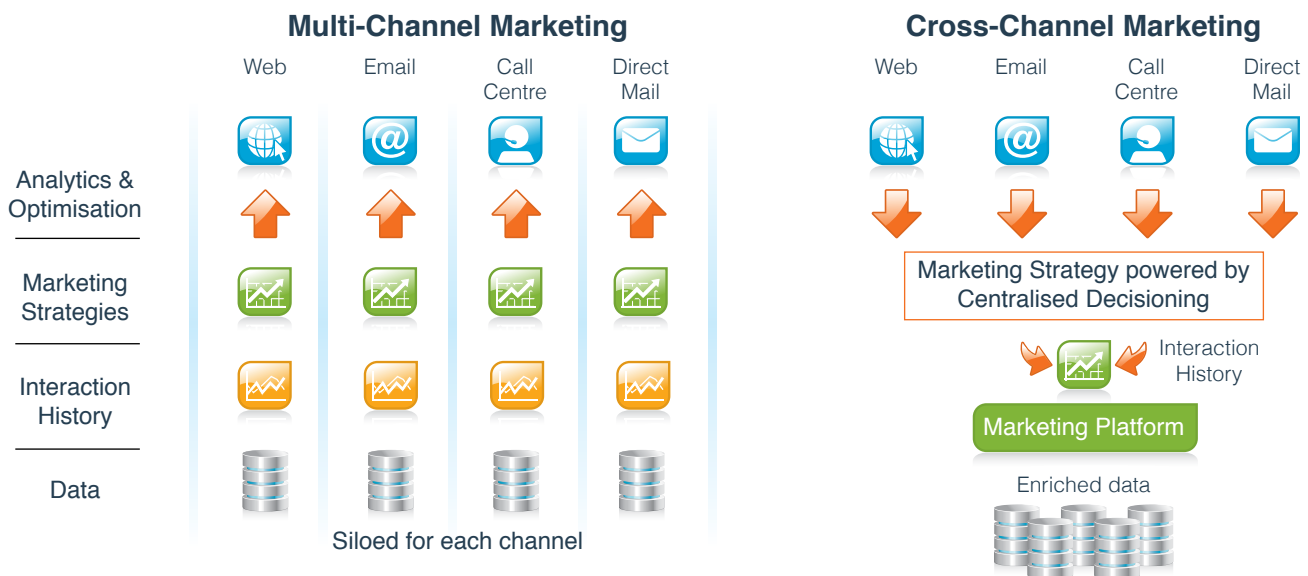 Multi-Channel Marketing
Web
Email
Call
Centre
Direct
Mail
@
Analytics &
Optimisation
Marketing
Strategies
Interaction
History
Data
Siloed for each channel
Cross-Channel Marketing
Web
Email
Call
Centre
Direct
Mail
@
Marketing Strategy powered by
Centralised Decisioning
Interaction
History
Marketing Platform
Enriched data